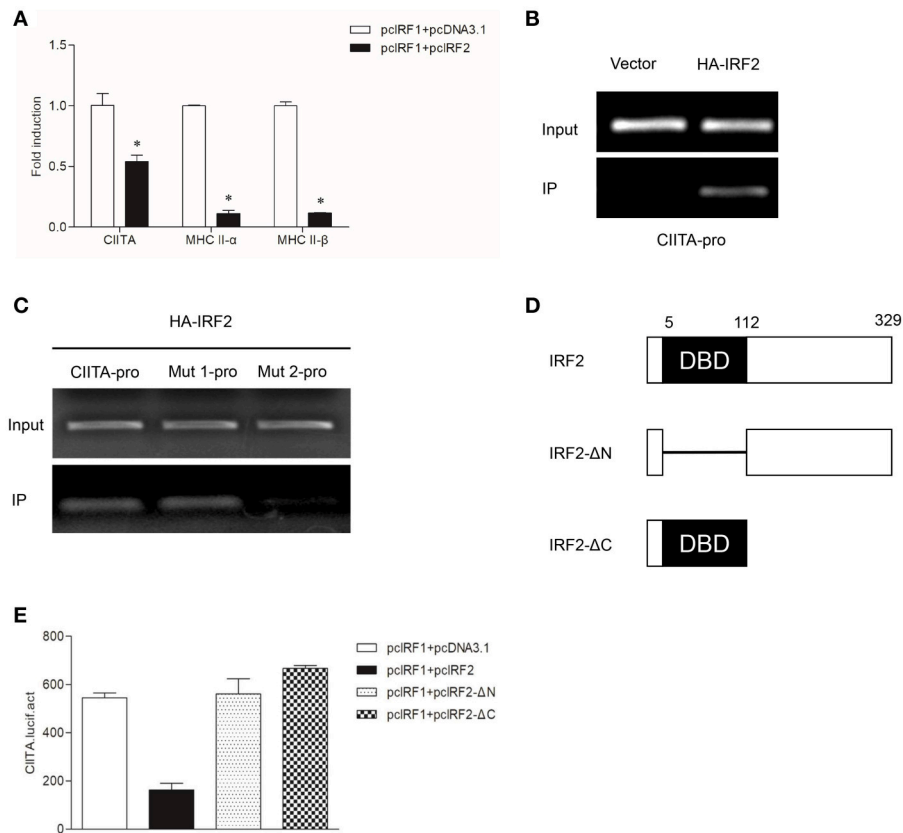 A
pcIRF1+pcDNA3.1
pcIRF1+pcIRF2
Fold induction
1.5
1.0
0.5
0.0
*
*
*
CIITA
MHC II-α
MHC II-β
B
Vector
HA-IRF2
Input
IP
CIITA-pro
C
HA-IRF2
CIITA-pro
Mut 1-pro
Mut 2-pro
Input
IP
D
5
112
329
IRF2
DBD
IRF2-ΔN
IRF2-ΔC
DBD
E
CIITA.lucif.act
800
600
400
200
0
pcIRF1+pcDNA3.1
pcIRF1+pcIRF2
pcIRF1+pcIRF2-ΔN
pcIRF1+pcIRF2-ΔC